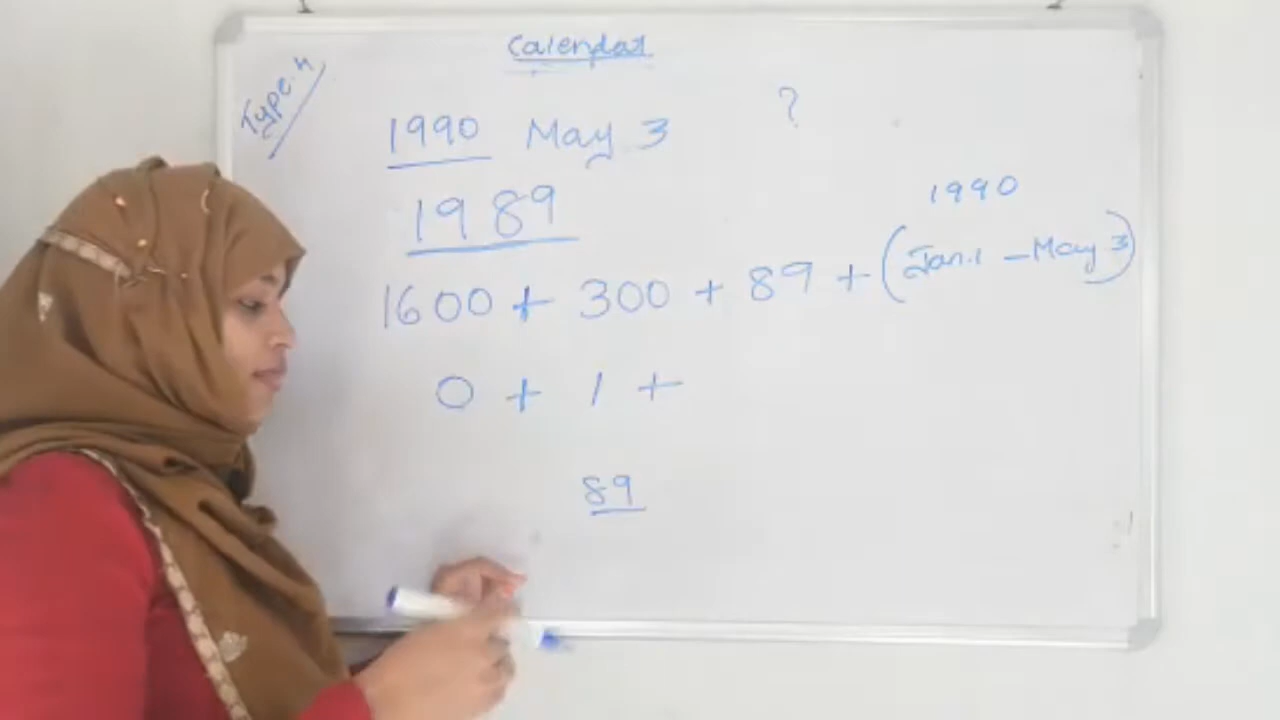 Calendar
Type.4
1990 May 3 ?
1989
1990
1600 + 300 + 89 + (Jan.1 - May 3)
0 + 1 +
89